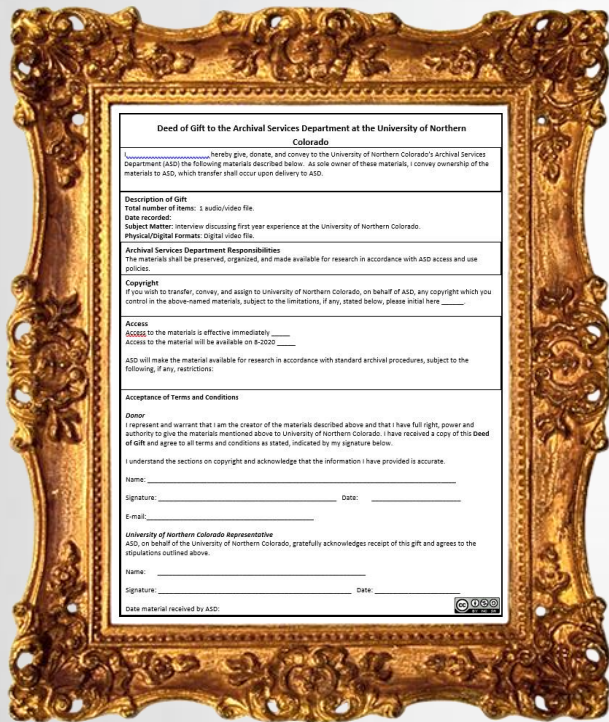 Deed of Gift to the Archival Services Department at the University of Northern
Colorado
I,____________________, hereby give, donate, and convey to the University of Northern Colorado's Archival Services
Department (ASD) the following materials described below. As sole owner of these materials, I convey ownership of the
materials to ASD, which transfer shall occur upon delivery to ASD.
Description of Gift
Total number of items: 1 audio/video file.
Date recorded:
Subject Matter: Interview discussing first year experience at the University of Northern Colorado.
Physical/Digital Formats: Digital video file.
Archival Services Department Responsibilities
The materials shall be preserved, organized, and made available for research in accordance with ASD access and use
policies.
Copyright
If you wish to transfer, convey, and assign to University of Northern Colorado, on behalf of ASD, any copyright which you
control in the above-named materials, subject to the limitations, if any, stated below, please initial here ______.
Access
Access to the materials is effective immediately _____
Access to the material will be available on 8-2020 _____
ASD will make the material available for research in accordance with standard archival procedures, subject to the
following, if any, restrictions:
Acceptance of Terms and Conditions
Donor
I represent and warrant that I am the creator of the materials described above and that I have full right, power and
authority to give the materials mentioned above to University of Northern Colorado. I have received a copy of this Deed
of Gift and agree to all terms and conditions as stated, indicated by my signature below.
I understand the sections on copyright and acknowledge that the information I have provided is accurate.
Name: ____________________
Signature: ____________________ Date: ____________________
E-mail:____________________
University of Northern Colorado Representative
ASD, on behalf of the University of Northern Colorado, gratefully acknowledges receipt of this gift and agrees to the
stipulations outlined above.
Name: ____________________
Signature: ____________________ Date: ____________________
Date material received by ASD:
cc
BY NC SA